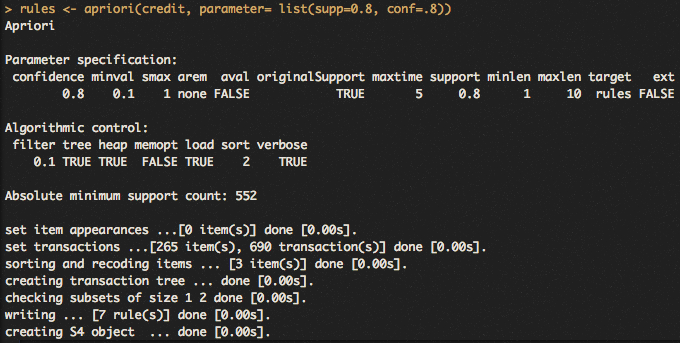 > rules <- apriori(credit, parameter= list(supp=0.8, conf=.8))
Apriori

Parameter specification:
 confidence minval smax arem  aval originalSupport maxtime support minlen maxlen target   ext
        0.8    0.1    1 none FALSE            TRUE       5     0.8      1     10  rules FALSE

Algorithmic control:
 filter tree heap memopt load sort verbose
    0.1 TRUE TRUE  FALSE TRUE    2    TRUE

Absolute minimum support count: 552

set item appearances ...[0 item(s)] done [0.00s].
set transactions ...[265 item(s), 690 transaction(s)] done [0.00s].
sorting and recoding items ... [3 item(s)] done [0.00s].
creating transaction tree ... done [0.00s].
checking subsets of size 1 2 done [0.00s].
writing ... [7 rule(s)] done [0.00s].
creating S4 object  ... done [0.00s].